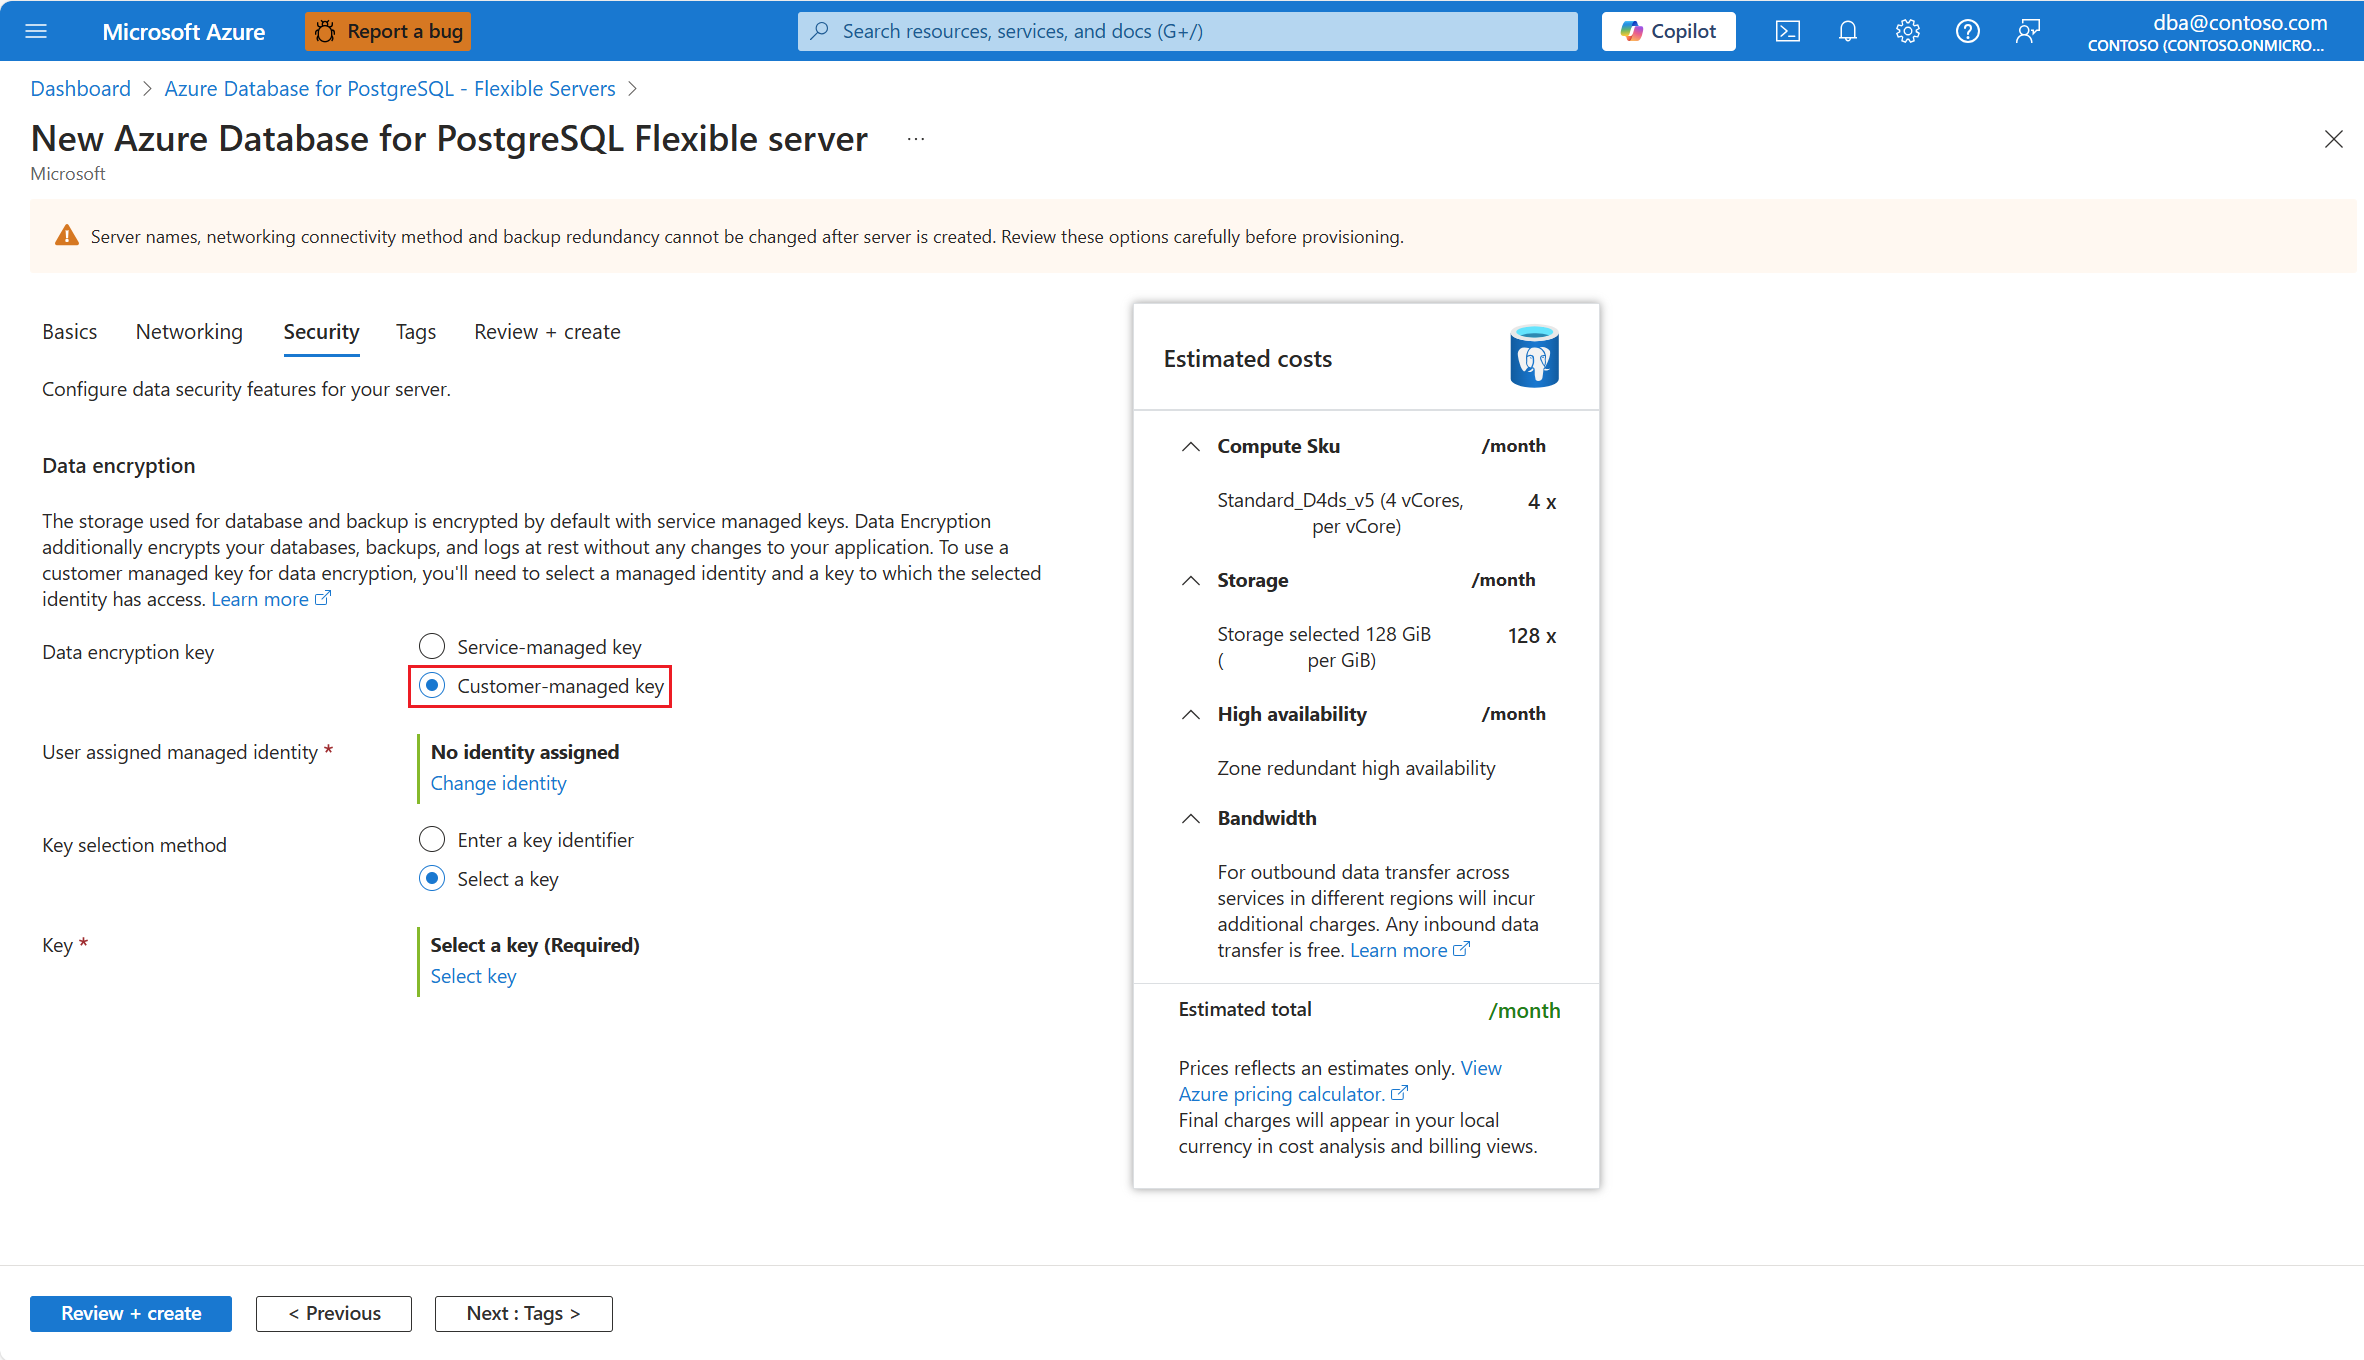 Microsoft Azure
Report a bug
Search resources, services, and docs (G+/)
Copilot
dba@contoso.com
CONTOSO (CONTOSO.ONMICRO...
Dashboard > Azure Database for PostgreSQL - Flexible Servers >
New Azure Database for PostgreSQL Flexible server ...
Microsoft
Server names, networking connectivity method and backup redundancy cannot be changed after server is created. Review these options carefully before provisioning.
Basics
Networking
Security
Tags
Review + create
Configure data security features for your server.
Data encryption
The storage used for database and backup is encrypted by default with service managed keys. Data Encryption
additionally encrypts your databases, backups, and logs at rest without any changes to your application. To use a
customer managed key for data encryption, you'll need to select a managed identity and a key to which the selected
identity has access. Learn more
Data encryption key
Service-managed key
Customer-managed key
User assigned managed identity *
No identity assigned
Change identity
Key selection method
Enter a key identifier
Select a key
Key *
Select a key (Required)
Select key
Estimated costs
Compute Sku /month
Standard_D4ds_v5 (4 vCores, 4 x
per vCore)
Storage /month
Storage selected 128 GiB 128 x
( per GiB)
High availability /month
Zone redundant high availability
Bandwidth
For outbound data transfer across
services in different regions will incur
additional charges. Any inbound data
transfer is free. Learn more
Estimated total /month
Prices reflects an estimates only. View
Azure pricing calculator.
Final charges will appear in your local
currency in cost analysis and billing views.
Review + create
< Previous
Next : Tags >